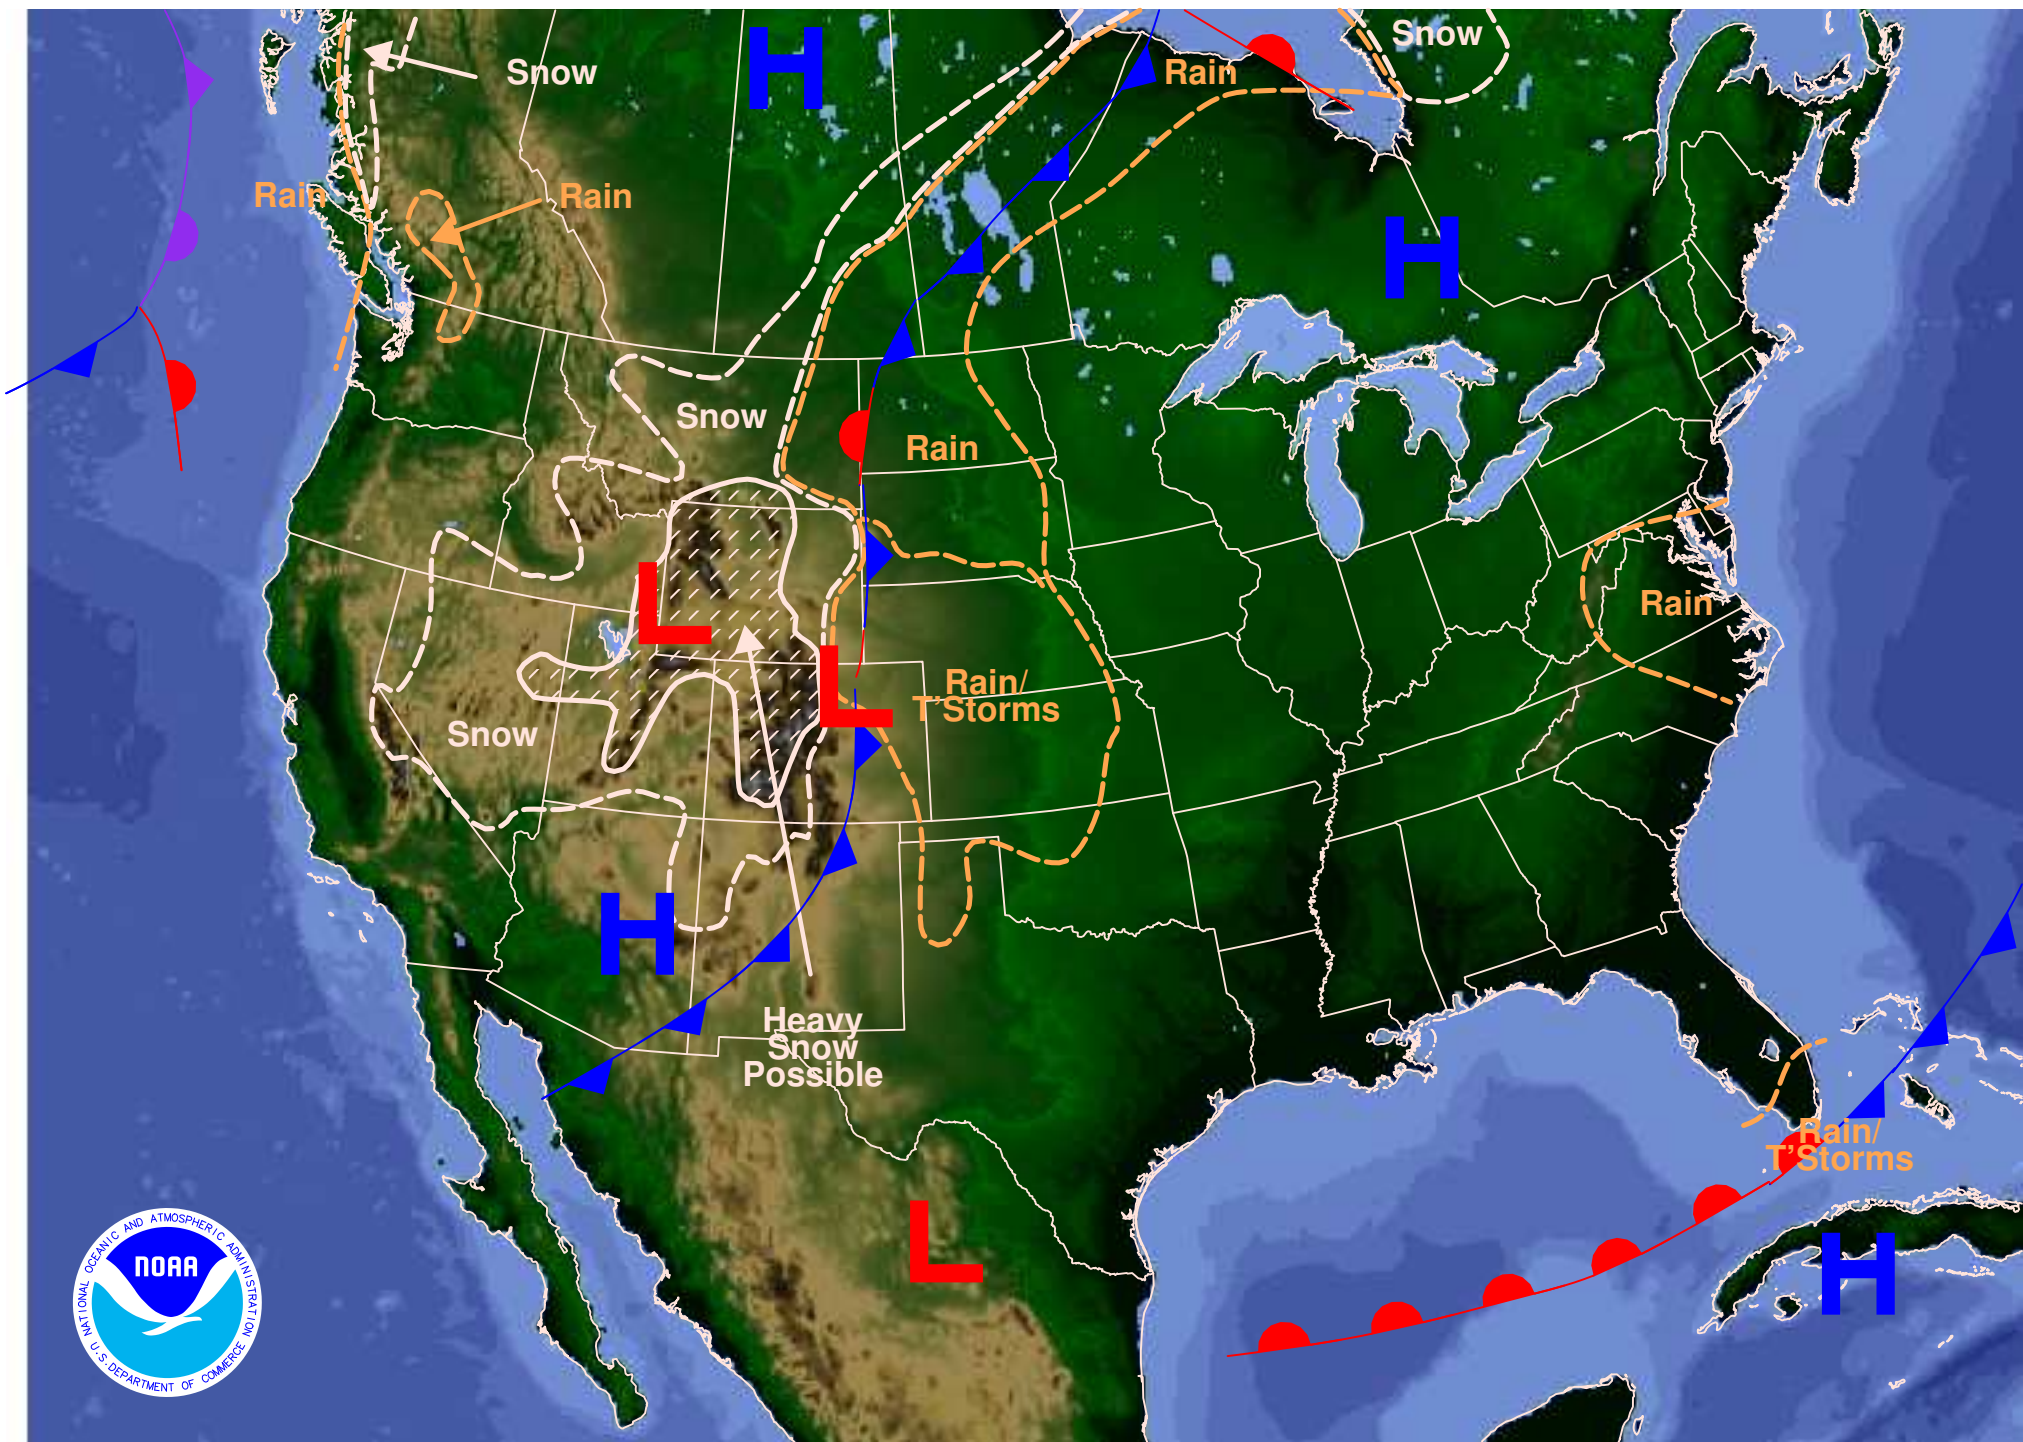 Snow
Snow
H
Rain
Rain
Rain
H
Snow
Rain
Rain
L
L
Rain/
T'Storms
Snow
H
Heavy
Snow
Possible
Rain/
T'Storms
L
H
NATIONAL OCEANIC AND ATMOSPHERIC ADMINISTRATION
NOAA
U.S. DEPARTMENT OF COMMERCE